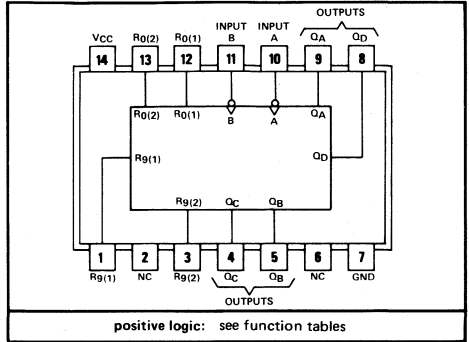 OUTPUTS
INPUT INPUT
VCC R0(2) R0(1) B A QA QD
14 13 12 11 10 9 8
R0(2) R0(1) B A QA
R9(1) QD
R9(2) QC QB
1 2 3 4 5 6 7
R9(1) NC R9(2) QC QB NC GND
OUTPUTS
positive logic: see function tables